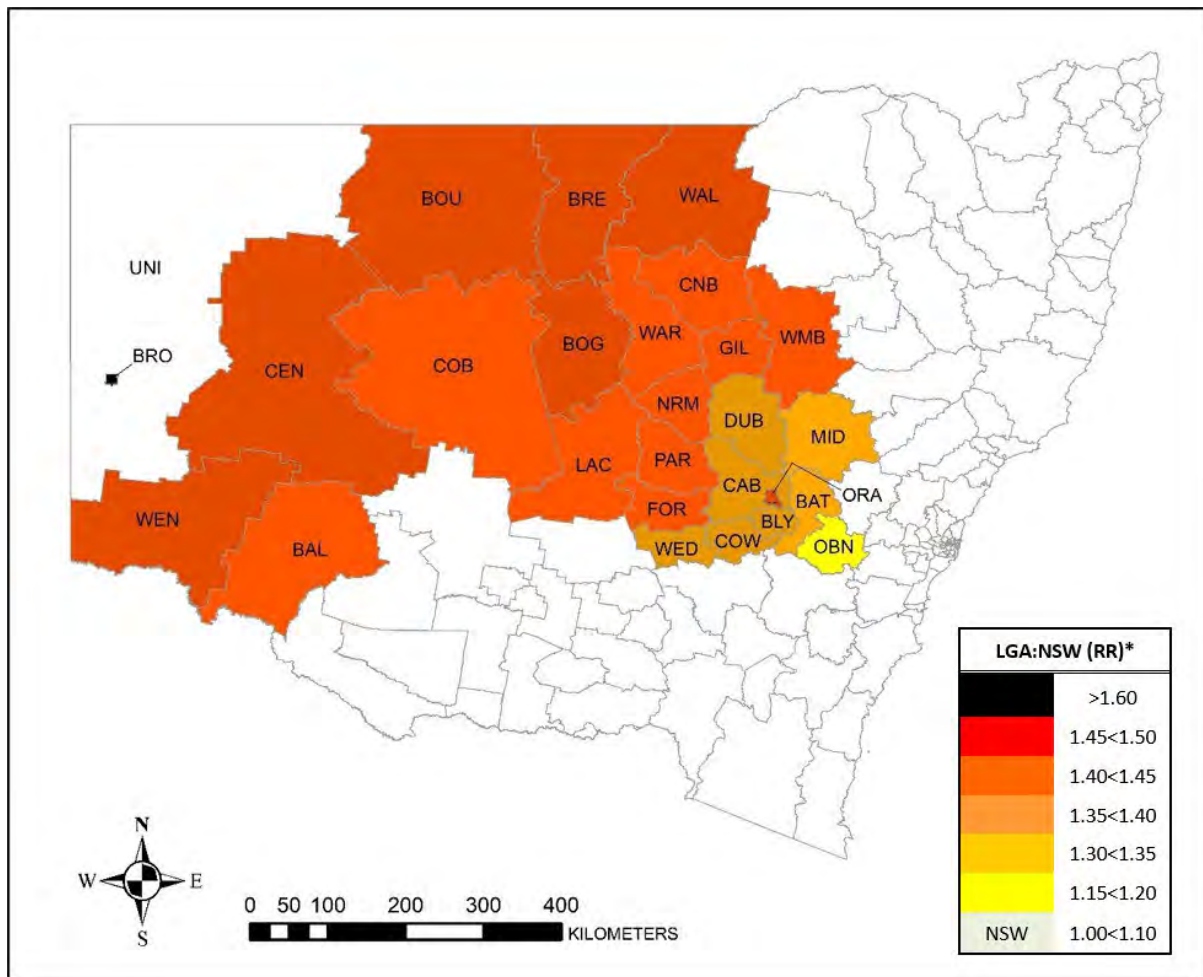 BOU
BRE
WAL
UNI
CNB
BRO
WAR
WMB
GIL
BOG
COB
CEN
NRM
DUB
MID
PAR
LAC
CAB
ORA
BAT
FOR
BLY
WEN
WED
COW
OBN
BAL
LGA:NSW (RR)*
>1.60
1.45<1.50
1.40<1.45
1.35<1.40
1.30<1.35
1.15<1.20
NSW 1.00<1.10
N
W E
S
0 50 100 200 300 400
KILOMETERS